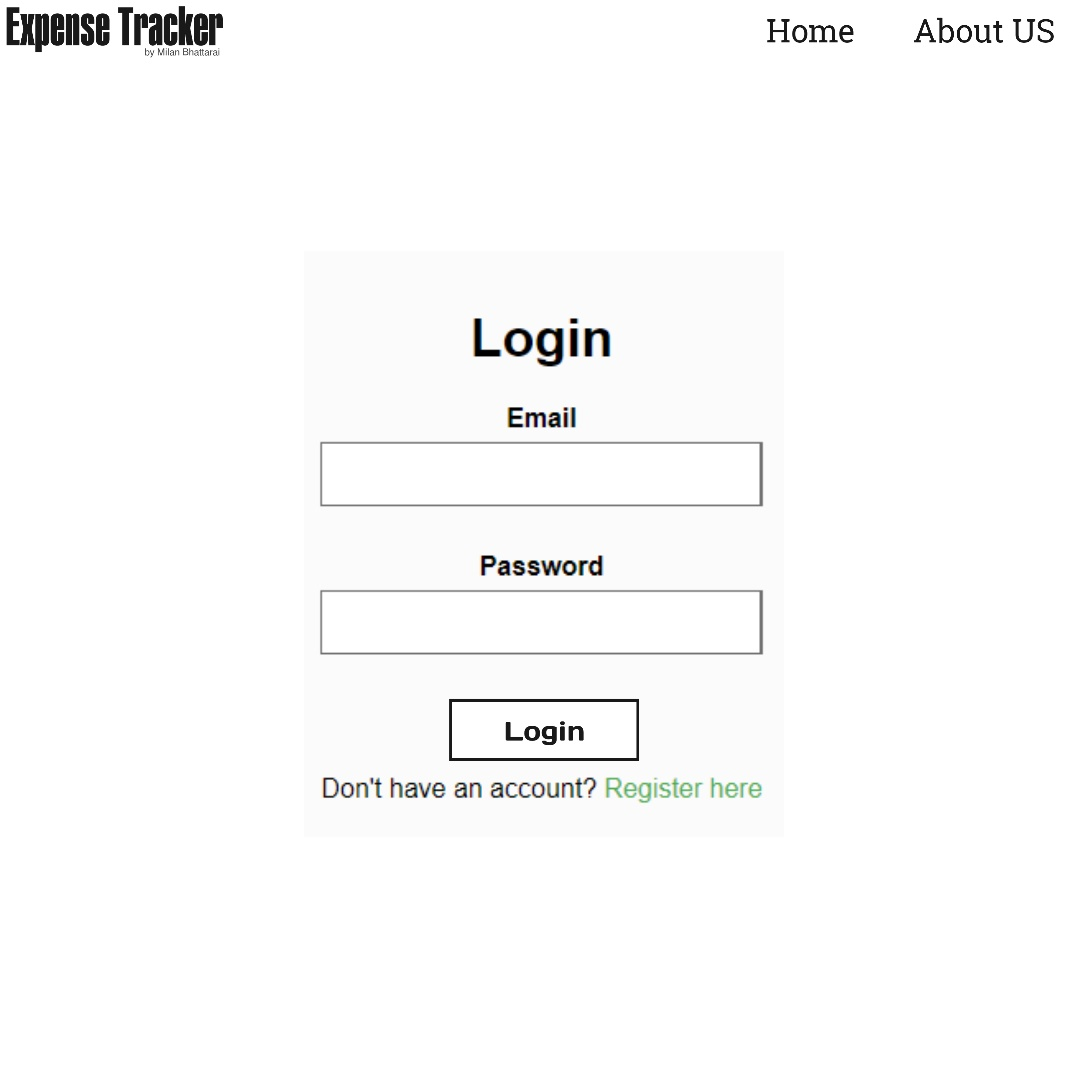 Expense Tracker
by Milan Bhattarai
Home About US
Login
Email
Password
Login
Don't have an account? Register here